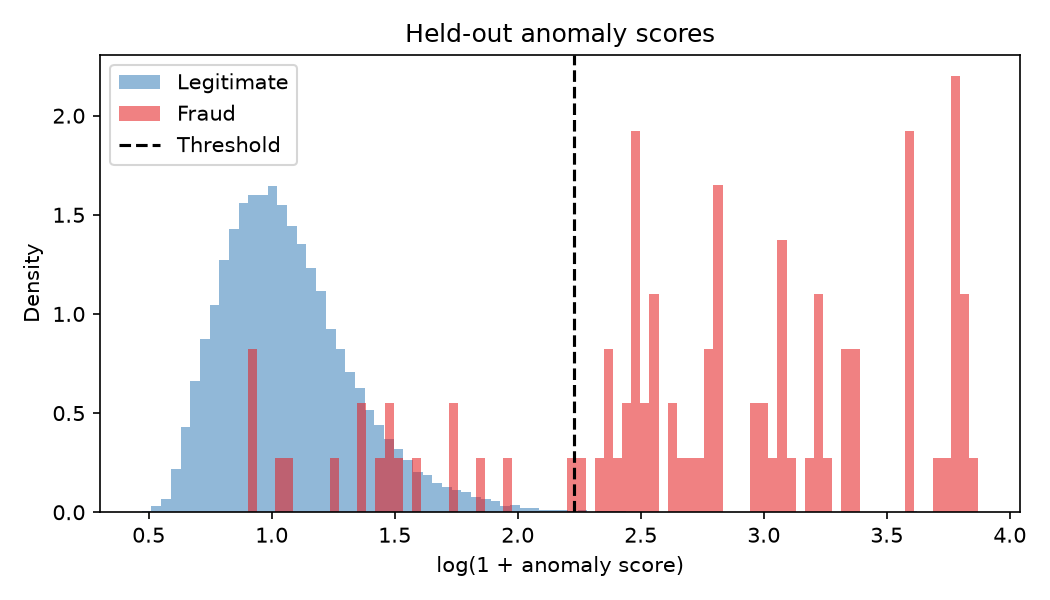 Held-out anomaly scores
Legitimate
Fraud
Threshold
Density
2.0
1.5
1.0
0.5
0.0
0.5 1.0 1.5 2.0 2.5 3.0 3.5 4.0
log(1 + anomaly score)